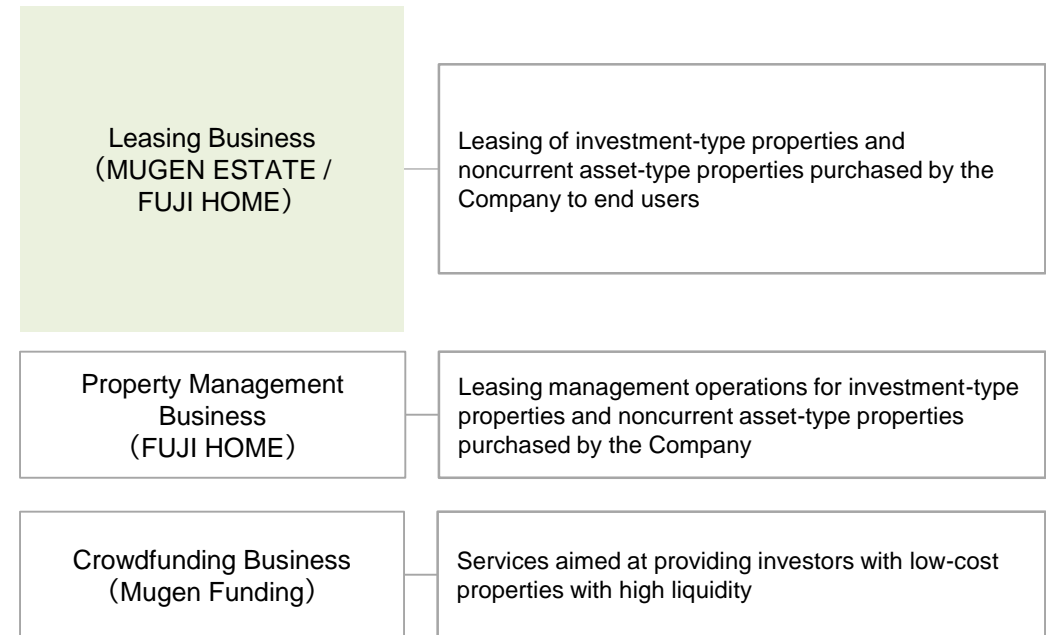 Leasing Business
（MUGEN ESTATE /
FUJI HOME）
Leasing of investment-type properties and
noncurrent asset-type properties purchased by the
Company to end users
Property Management
Business
（FUJI HOME）
Leasing management operations for investment-type
properties and noncurrent asset-type properties
purchased by the Company
Crowdfunding Business
（Mugen Funding）
Services aimed at providing investors with low-cost
properties with high liquidity